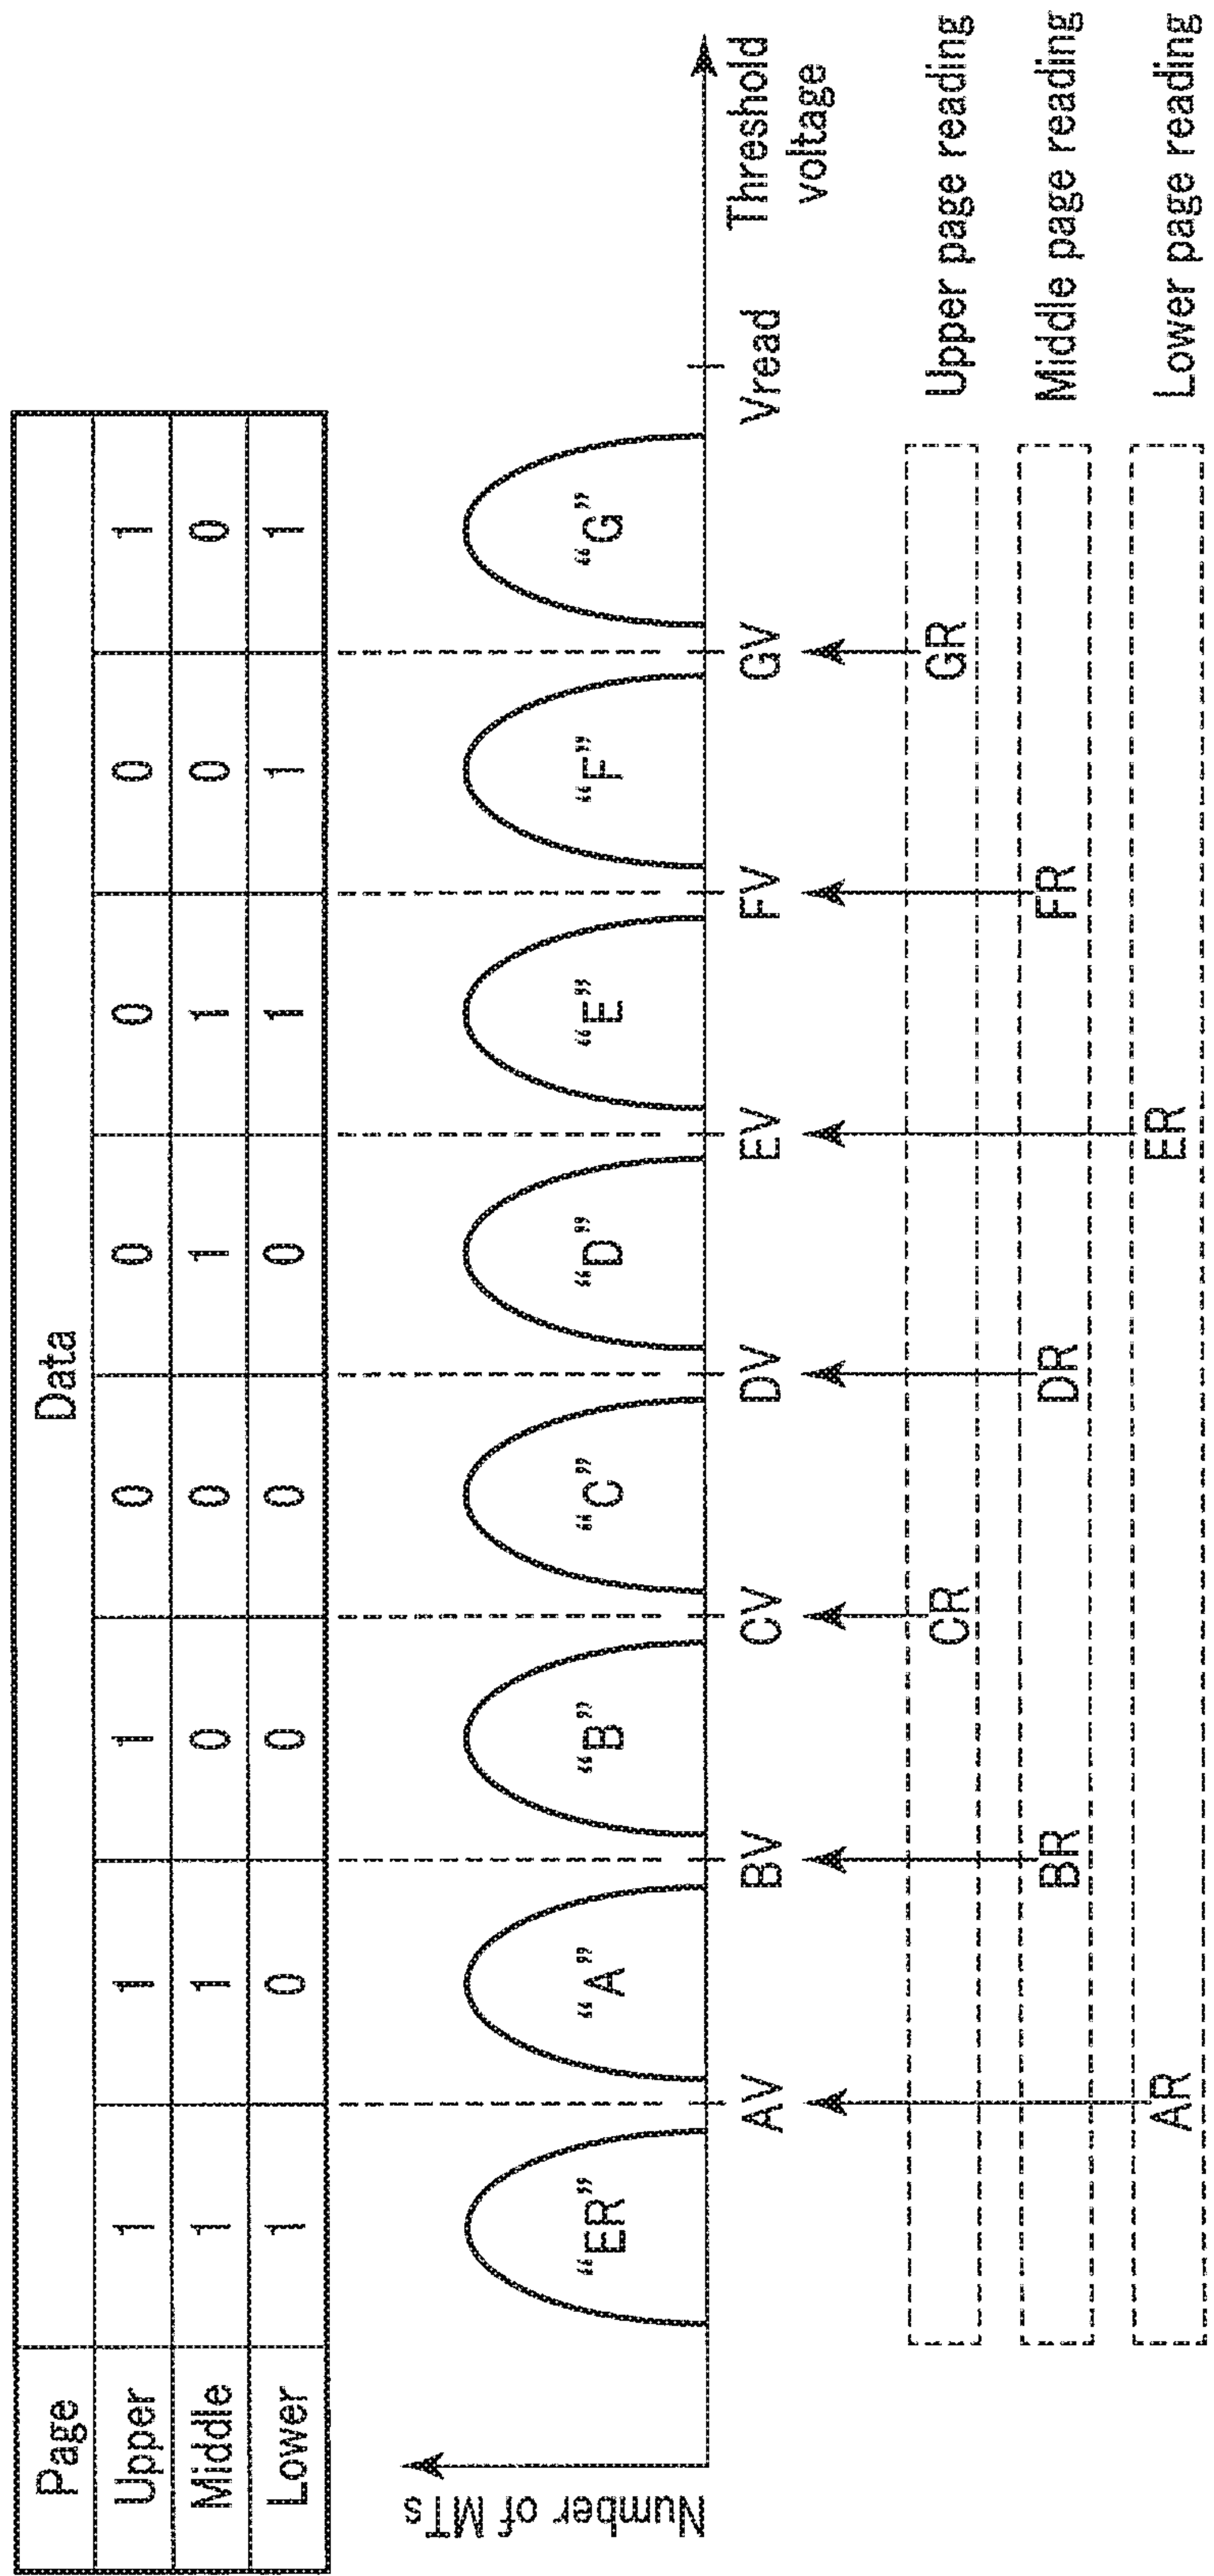 Page Data
Upper 1 1 1 0 0 0 0 1
Middle 1 1 0 0 1 1 0 0
Lower 1 0 0 0 0 1 1 1
Number of MTs
“ER” “A” “B” “C” “D” “E” “F” “G”
AV BV CV DV EV FV GV Vread Threshold
voltage
CR GR Upper page reading
BR DR FR Middle page reading
AR ER Lower page reading